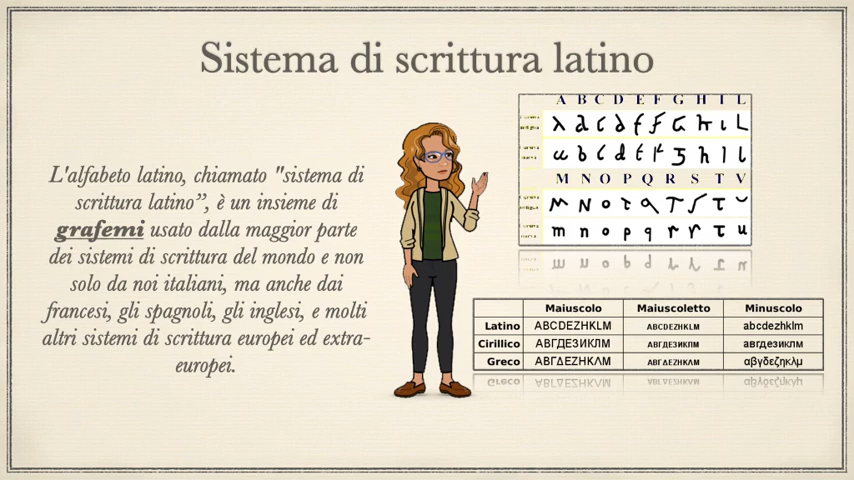 Sistema di scrittura latino
L'alfabeto latino, chiamato "sistema di
scrittura latino”, è un insieme di
grafemi usato dalla maggior parte
dei sistemi di scrittura del mondo e non
solo da noi italiani, ma anche dai
francesi, gli spagnoli, gli inglesi, e molti
altri sistemi di scrittura europei ed extra-
europei.
A B C D E F G H I L
M N O P Q R S T V
Maiuscolo Maiuscoletto Minuscolo
Latino ABCDEZHKLM ABCDEZHKLM abcdezhklm
Cirillico АВГДЕЗИКЛМ АВГДЕЗИКЛМ авгдезиклм
Greco ΑΒΓΔΕΖΗΚΛΜ ΑΒΓΔΕΖΗΚΛΜ αβγδεζηκλμ